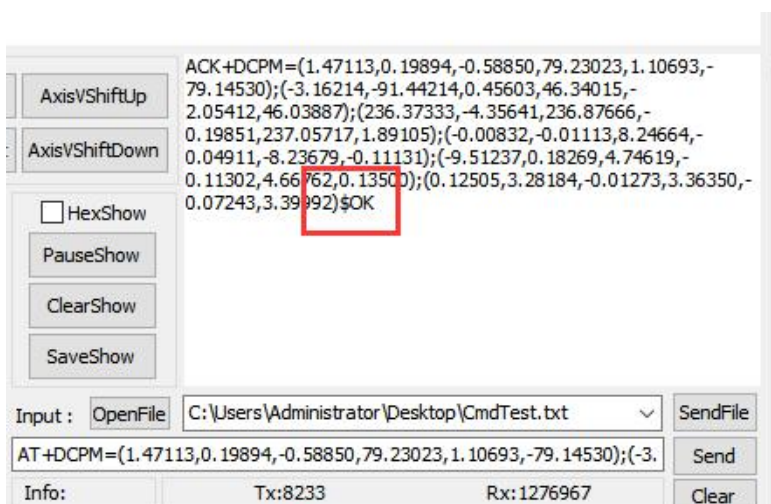 ACK+DCPM=(1.47113,0.19894,-0.58850,79.23023,1.10693,-
79.14530);(-3.16214,-91.44214,0.45603,46.34015,-
2.05412,46.03887);(236.37333,-4.35641,236.87666,-
0.19851,237.05717,1.89105);(-0.00832,-0.01113,8.24664,-
0.04911,-8.23679,-0.11131);(-9.51237,0.18269,4.74619,-
0.11302,4.66762,0.13500);(0.12505,3.28184,-0.01273,3.36350,-
0.07243,3.39992)$OK
AxisVShiftUp
AxisVShiftDown
HexShow
PauseShow
ClearShow
SaveShow
Input : OpenFile C:\Users\Administrator\Desktop\CmdTest.txt SendFile
AT+DCPM=(1.47113,0.19894,-0.58850,79.23023,1.10693,-79.14530);(-3. Send
Info: Tx:8233 Rx:1276967 Clear